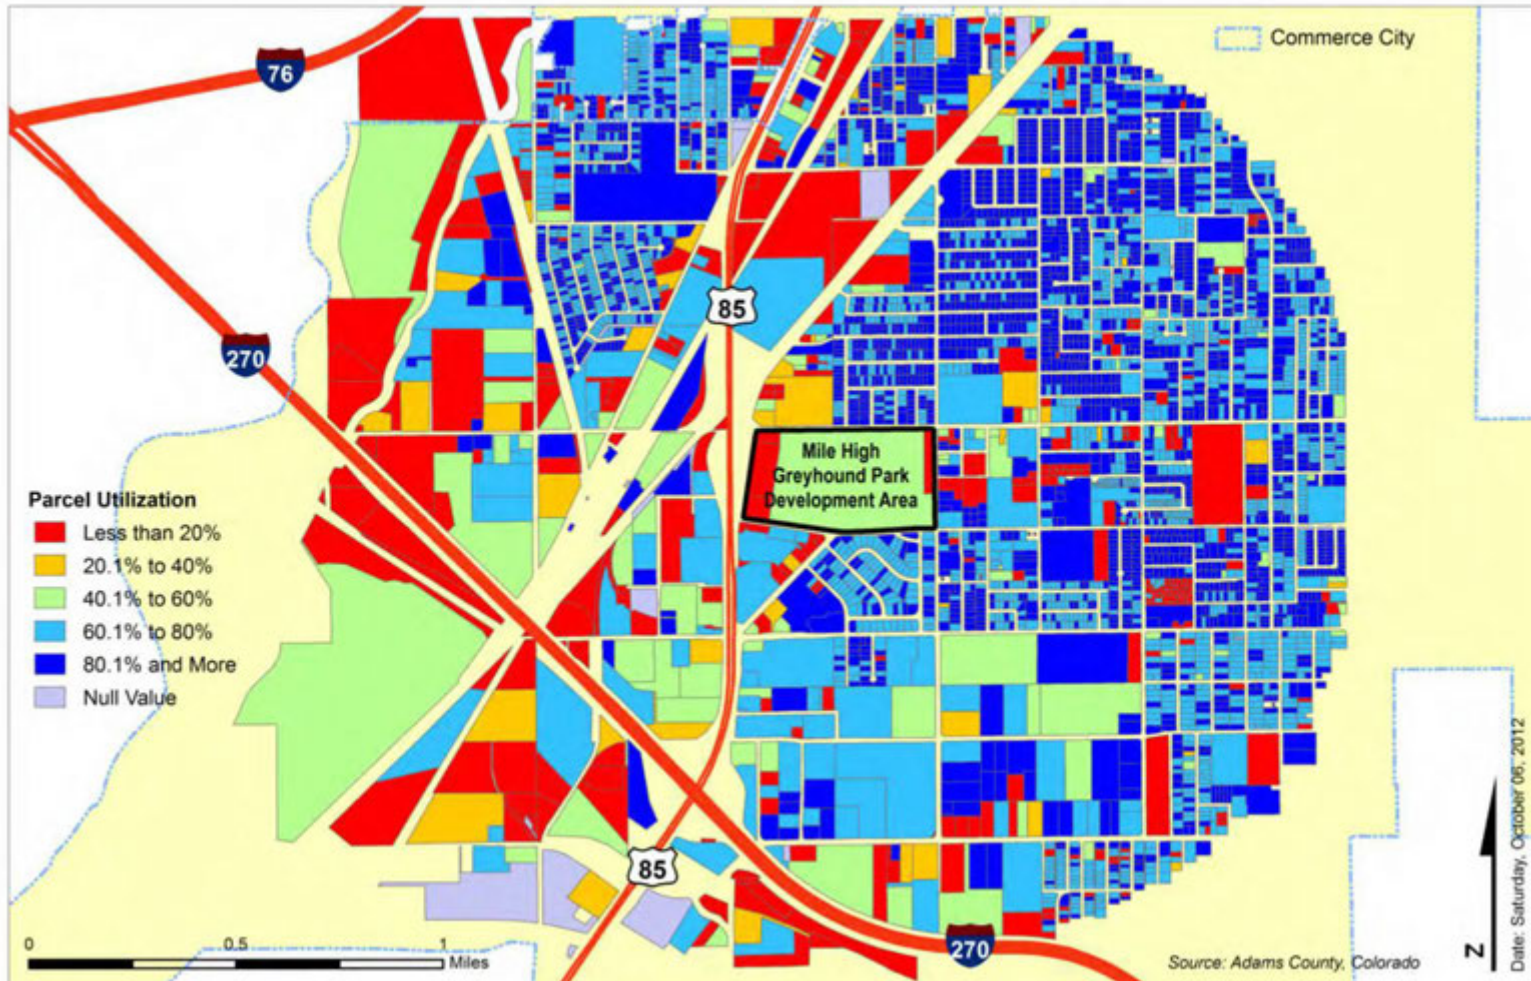 Commerce City
76
270
85
Mile High
Greyhound Park
Development Area
Parcel Utilization
Less than 20%
20.1% to 40%
40.1% to 60%
60.1% to 80%
80.1% and More
Null Value
85
270
0 0.5 1
Miles
Source: Adams County, Colorado
N
Date: Saturday, October 06, 2012